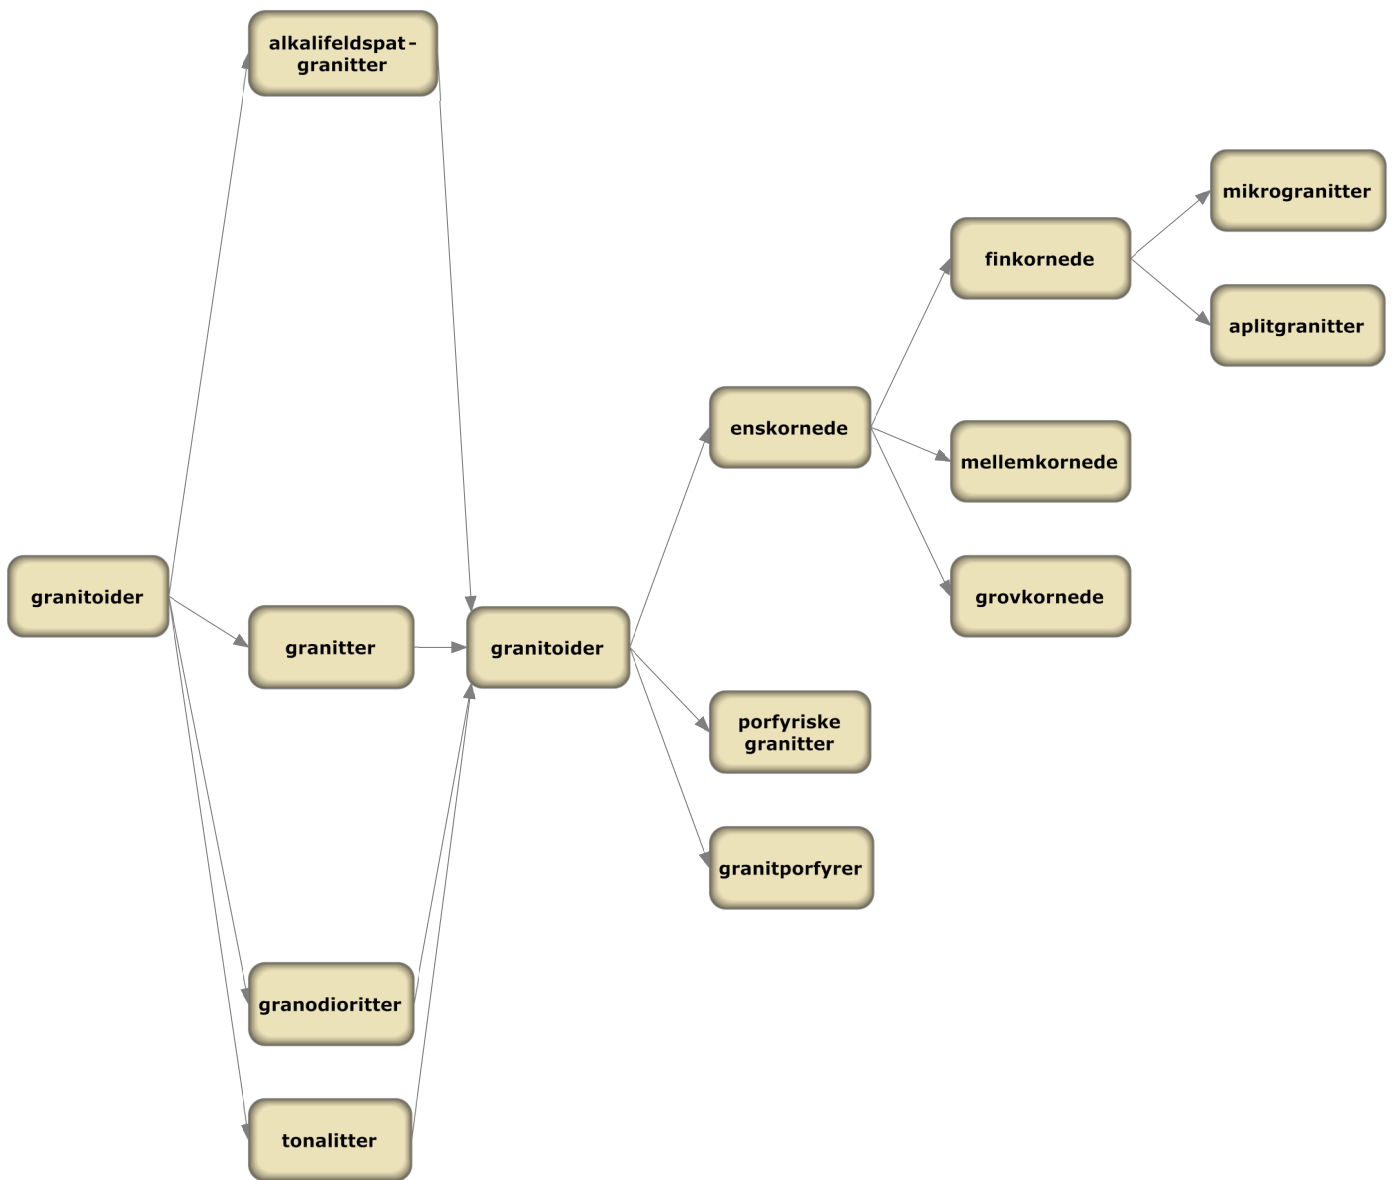 alkalifeldspat-
granitter
mikrogranitter
finkornede
aplitgranitter
enskornede
mellemkornede
granitoider
grovkornede
granitter
granitoider
porfyriske
granitter
granitporfyrer
granodioritter
tonalitter